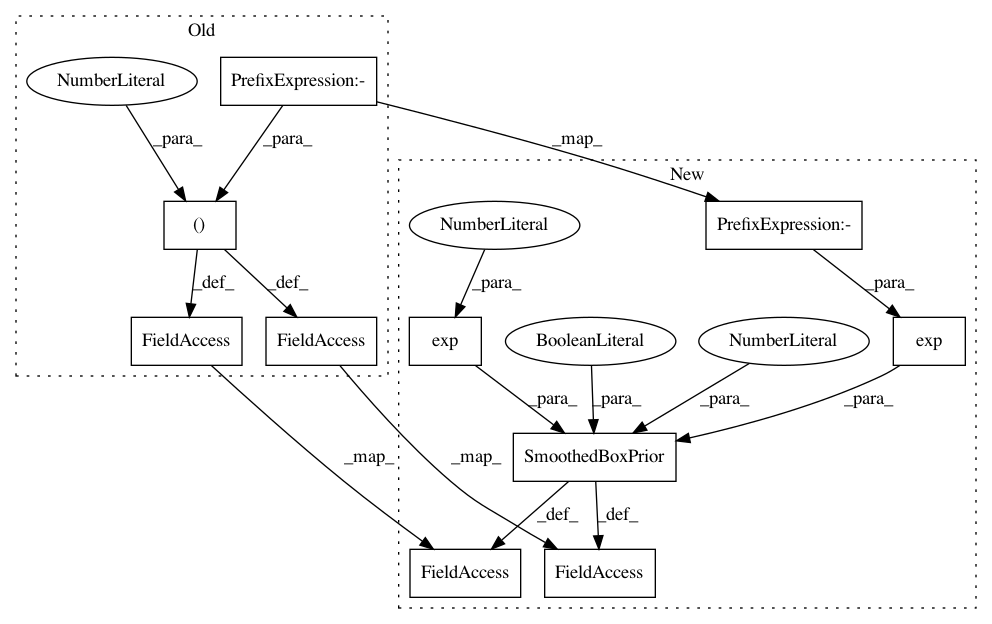 Old
NumberLiteral
PrefixExpression:-
_para_
_para_
_map_
New
()
NumberLiteral
PrefixExpression:-
_def_
_def_
_para_
_para_
FieldAccess
FieldAccess
exp
BooleanLiteral
NumberLiteral
exp
_para_
_para_
_para_
_para_
_map_
_map_
SmoothedBoxPrior
_def_
_def_
FieldAccess
FieldAccess